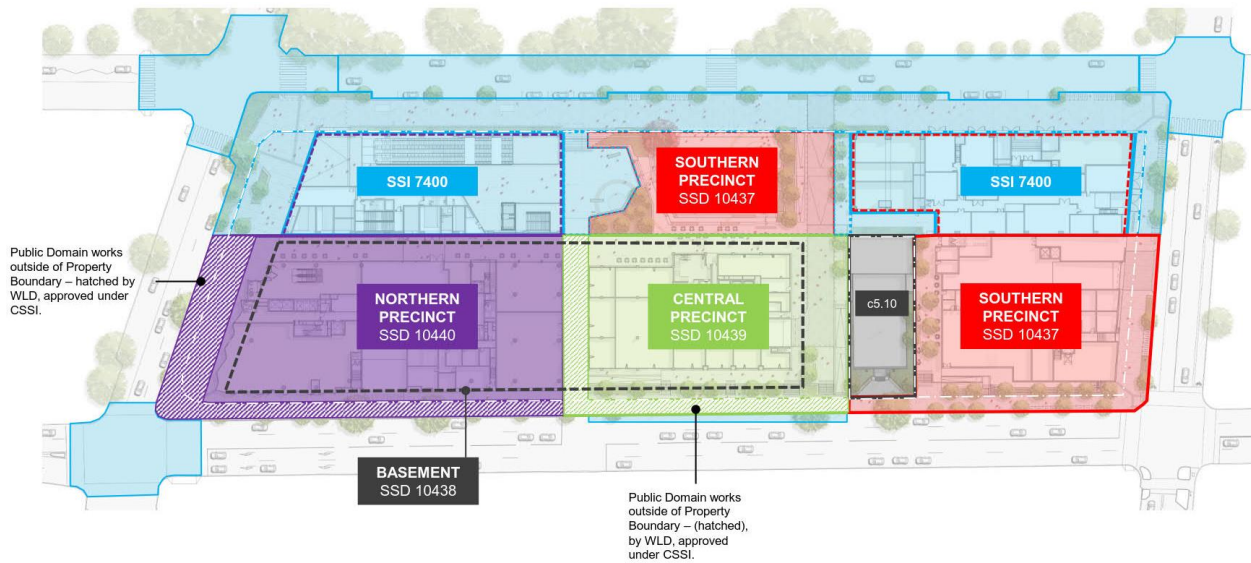 SSI 7400
SOUTHERN
PRECINCT
SSD 10437
SSI 7400
Public Domain works
outside of Property
Boundary – hatched by
WLD, approved under
CSSI.
NORTHERN
PRECINCT
SSD 10440
CENTRAL
PRECINCT
SSD 10439
c5.10
SOUTHERN
PRECINCT
SSD 10437
BASEMENT
SSD 10438
Public Domain works
outside of Property
Boundary – (hatched),
by WLD, approved
under CSSI.